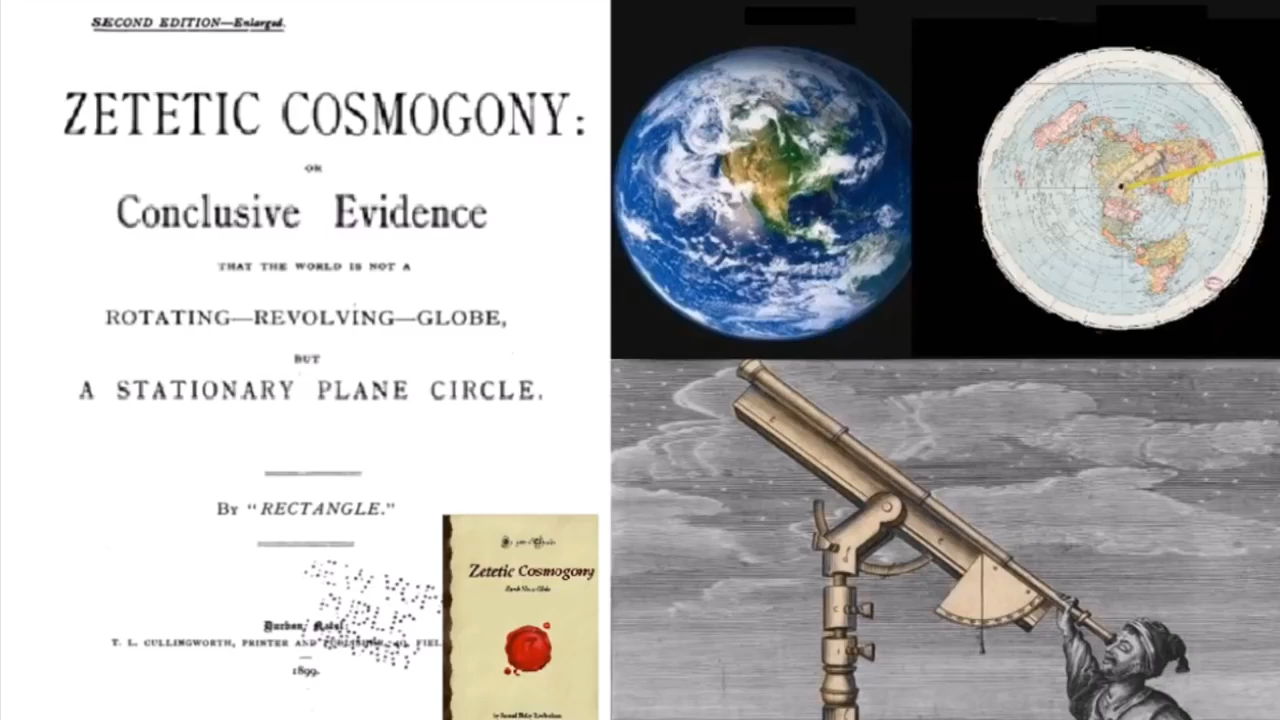 SECOND EDITION—Enlarged.
ZETETIC COSMOGONY:
OR
Conclusive Evidence
THAT THE WORLD IS NOT A
ROTATING—REVOLVING—GLOBE,
BUT
A STATIONARY PLANE CIRCLE.
BY "RECTANGLE."
Durban, Natal:
T. L. CULLINGWORTH, PRINTER AND
1899.
Zetetic Cosmogony